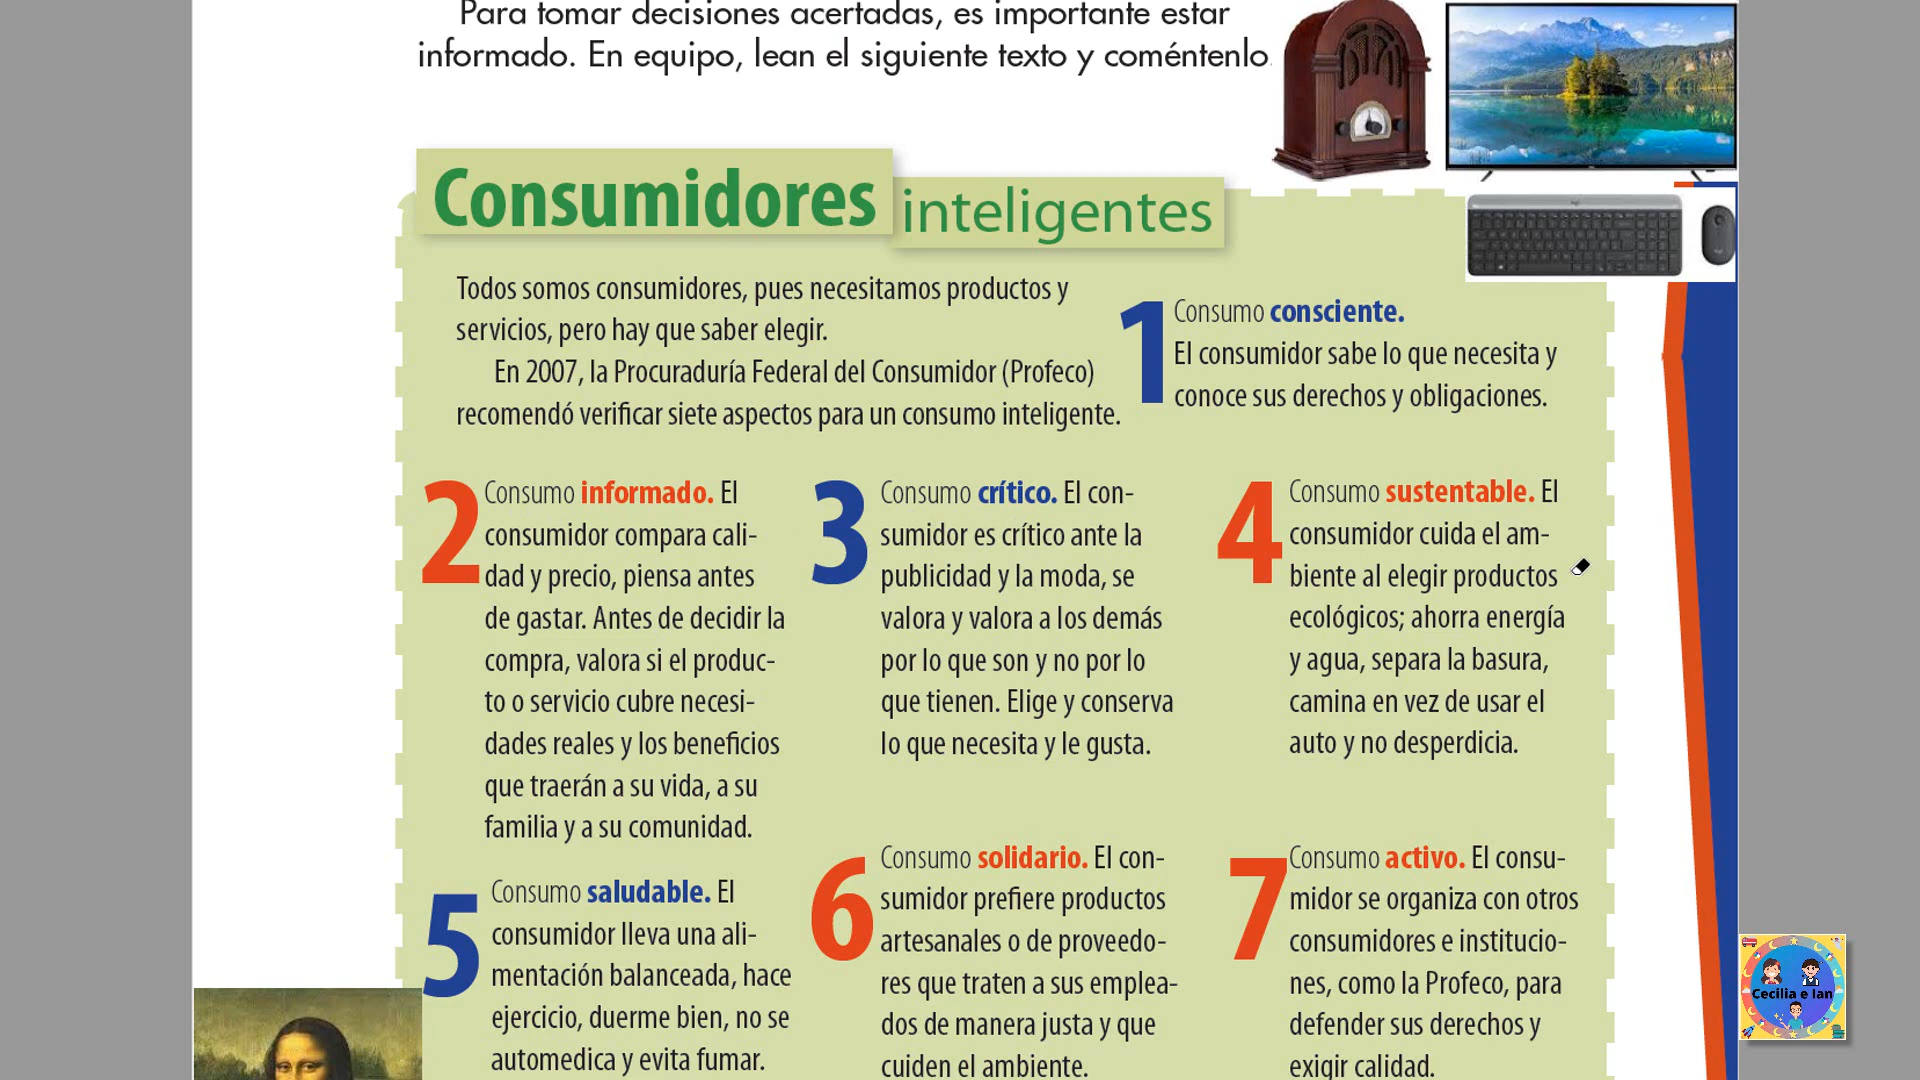 Para tomar decisiones acertadas, es importante estar
informado. En equipo, lean el siguiente texto y coméntenlo.
Consumidores inteligentes
Todos somos consumidores, pues necesitamos productos y
servicios, pero hay que saber elegir.
En 2007, la Procuraduría Federal del Consumidor (Profeco)
recomendó verificar siete aspectos para un consumo inteligente.
1
Consumo consciente.
El consumidor sabe lo que necesita y
conoce sus derechos y obligaciones.
2
Consumo informado. El
consumidor compara cali-
dad y precio, piensa antes
de gastar. Antes de decidir la
compra, valora si el produc-
to o servicio cubre necesi-
dades reales y los beneficios
que traerán a su vida, a su
familia y a su comunidad.
3
Consumo crítico. El con-
sumidor es crítico ante la
publicidad y la moda, se
valora y valora a los demás
por lo que son y no por lo
que tienen. Elige y conserva
lo que necesita y le gusta.
4
Consumo sustentable. El
consumidor cuida el am-
biente al elegir productos
ecológicos; ahorra energía
y agua, separa la basura,
camina en vez de usar el
auto y no desperdicia.
5
Consumo saludable. El
consumidor lleva una ali-
mentación balanceada, hace
ejercicio, duerme bien, no se
automedica y evita fumar.
6
Consumo solidario. El con-
sumidor prefiere productos
artesanales o de proveedo-
res que traten a sus emplea-
dos de manera justa y que
cuiden el ambiente.
7
Consumo activo. El consu-
midor se organiza con otros
consumidores e institucio-
nes, como la Profeco, para
defender sus derechos y
exigir calidad.
Cecilia e Ian